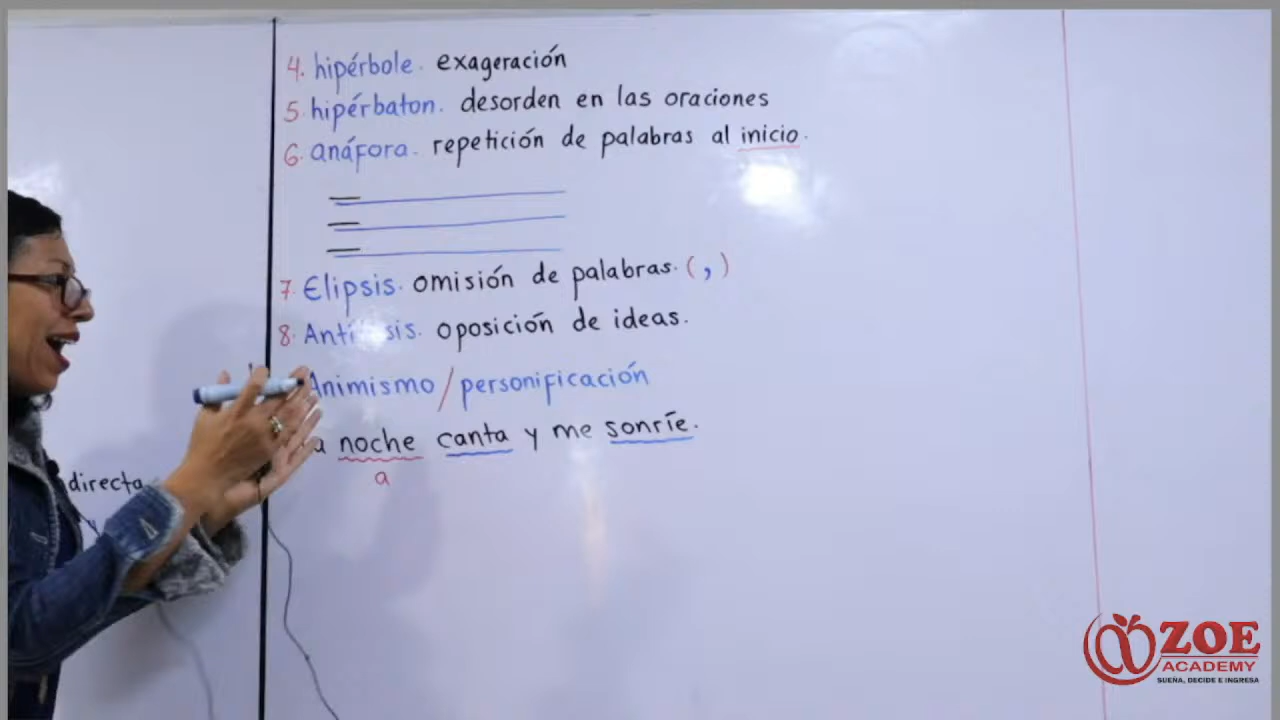 4. hipérbole. exageración
5. hipérbaton. desorden en las oraciones
6. anáfora. repetición de palabras al inicio.
7. Elipsis. omisión de palabras. ( , )
8. oposición de ideas.
Animismo / personificación
noche canta y me sonríe.
a
directa
ZOE
ACADEMY
SUEÑA, DECIDE E INGRESA